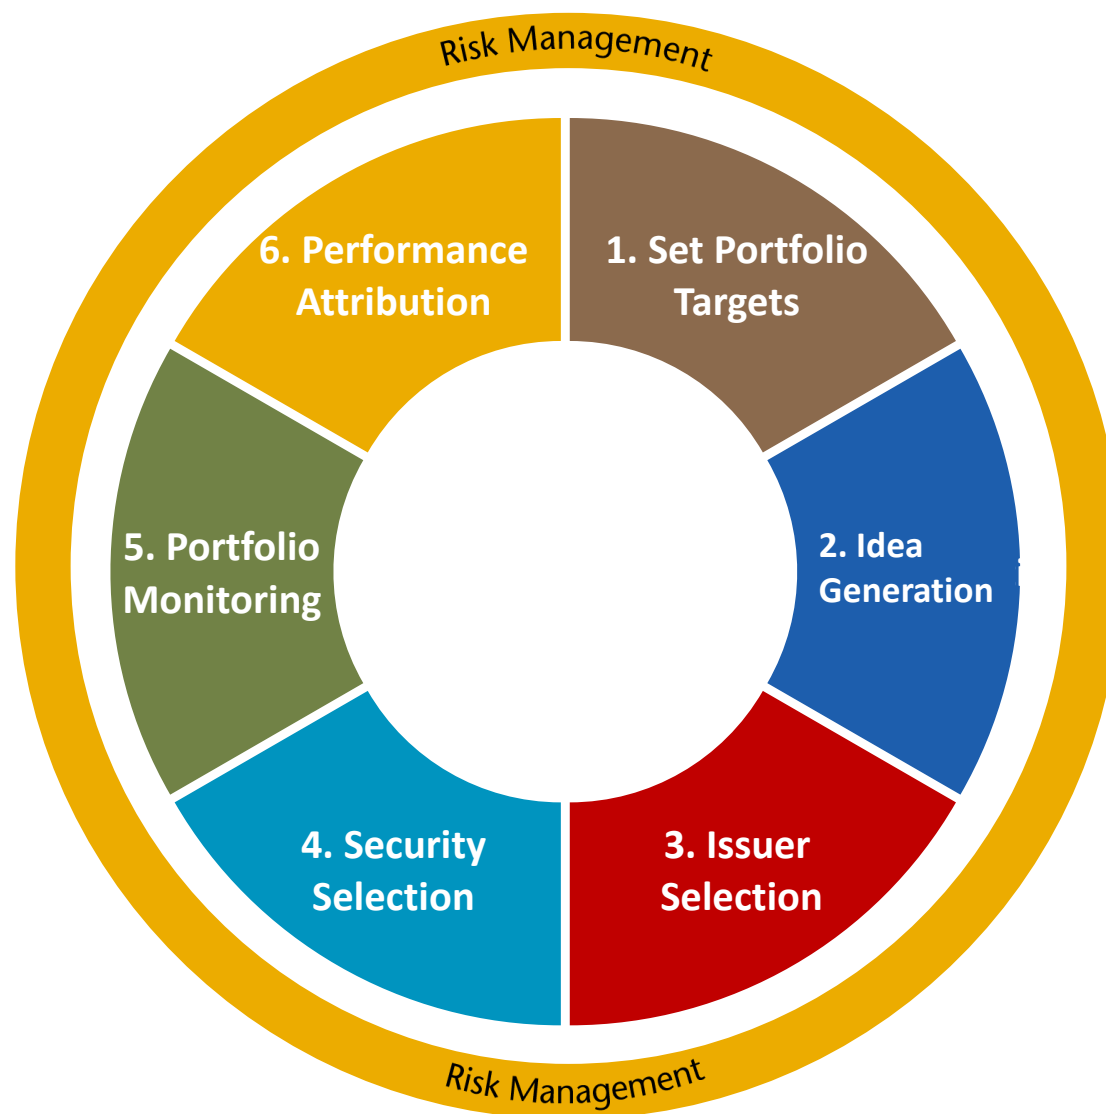 Risk Management
1. Set Portfolio
Targets
2. Idea
Generation
3. Issuer
Selection
4. Security
Selection
5. Portfolio
Monitoring
6. Performance
Attribution
Risk Management